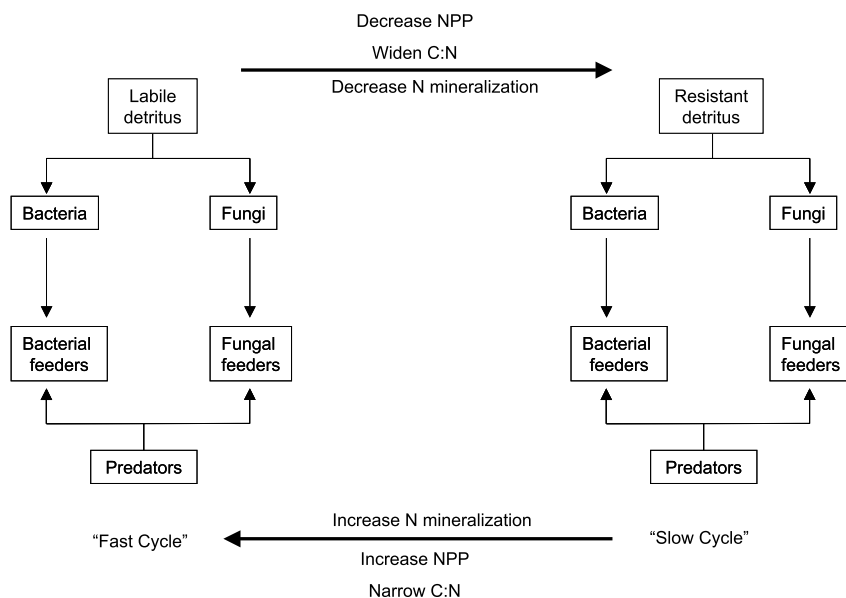 Decrease NPP
Widen C:N
Decrease N mineralization
Labile
detritus
Resistant
detritus
Bacteria
Fungi
Bacteria
Fungi
Bacterial
feeders
Fungal
feeders
Bacterial
feeders
Fungal
feeders
Predators
Predators
Increase N mineralization
“Fast Cycle”
“Slow Cycle”
Increase NPP
Narrow C:N